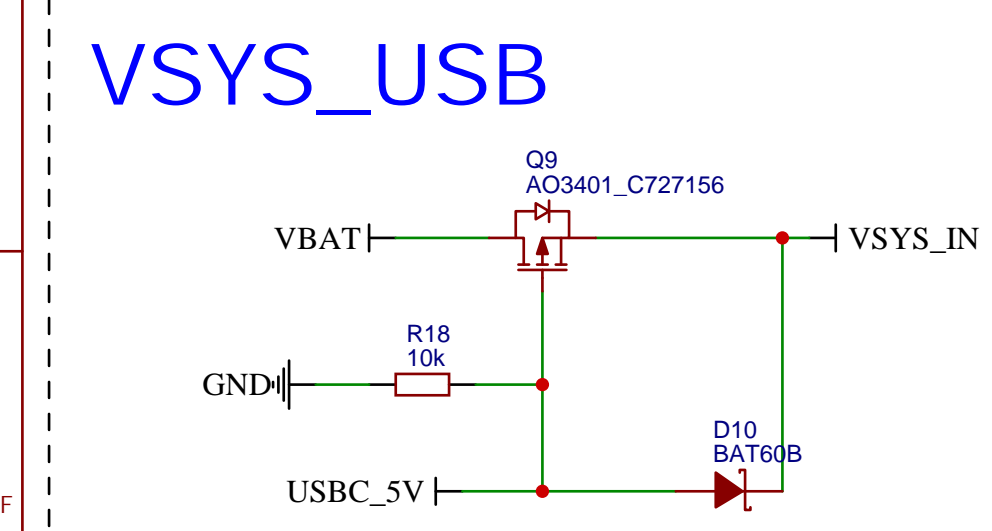 VSYS_USB
Q9
AO3401_C727156
VBAT
VSYS_IN
R18
10k
GND
D10
BAT60B
USBC_5V
F